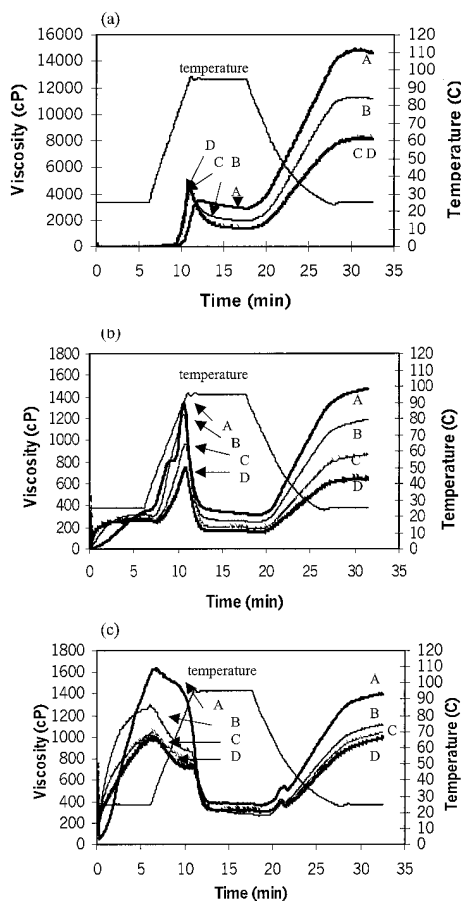 (a)
16000
14000
12000
10000
8000
6000
4000
2000
0
Viscosity (cP)
120
110
100
90
80
70
60
50
40
30
20
10
0
Temperature (C)
temperature
D
C B
A
A
B
C D
0 5 10 15 20 25 30 35
Time (min)
(b)
1800
1600
1400
1200
1000
800
600
400
200
0
Viscosity (cP)
120
110
100
90
80
70
60
50
40
30
20
10
0
Temperature (C)
temperature
A
B
C
D
A
B
C
D
0 5 10 15 20 25 30 35
Time (min)
(c)
1800
1600
1400
1200
1000
800
600
400
200
0
Viscosity (cP)
120
110
100
90
80
70
60
50
40
30
20
10
0
Temperature (C)
temperature
A
B
C
D
A
B
C
D
0 5 10 15 20 25 30 35
Time (min)